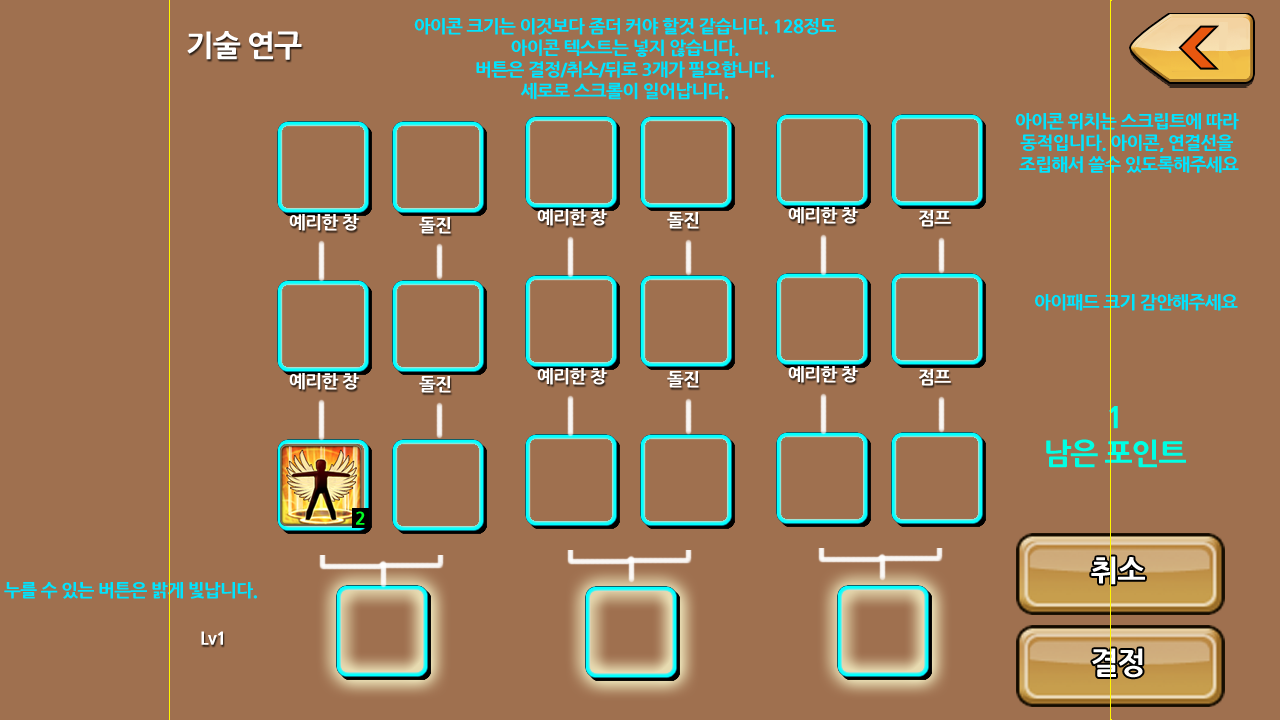 기술 연구
아이콘 크기는 이것보다 좀더 커야 할것 같습니다. 128정도
아이콘 텍스트는 넣지 않습니다.
버튼은 결정/취소/뒤로 3개가 필요합니다.
세로로 스크롤이 일어납니다.
아이콘 위치는 스크립트에 따라
동적입니다. 아이콘, 연결선을
조립해서 쓸수 있도록해주세요
예리한 창 돌진 예리한 창 돌진 예리한 창 점프
아이패드 크기 감안해주세요
예리한 창 돌진 예리한 창 돌진 예리한 창 점프
1
남은 포인트
2
취소
누를 수 있는 버튼은 밝게 빛납니다.
Lv1
결정